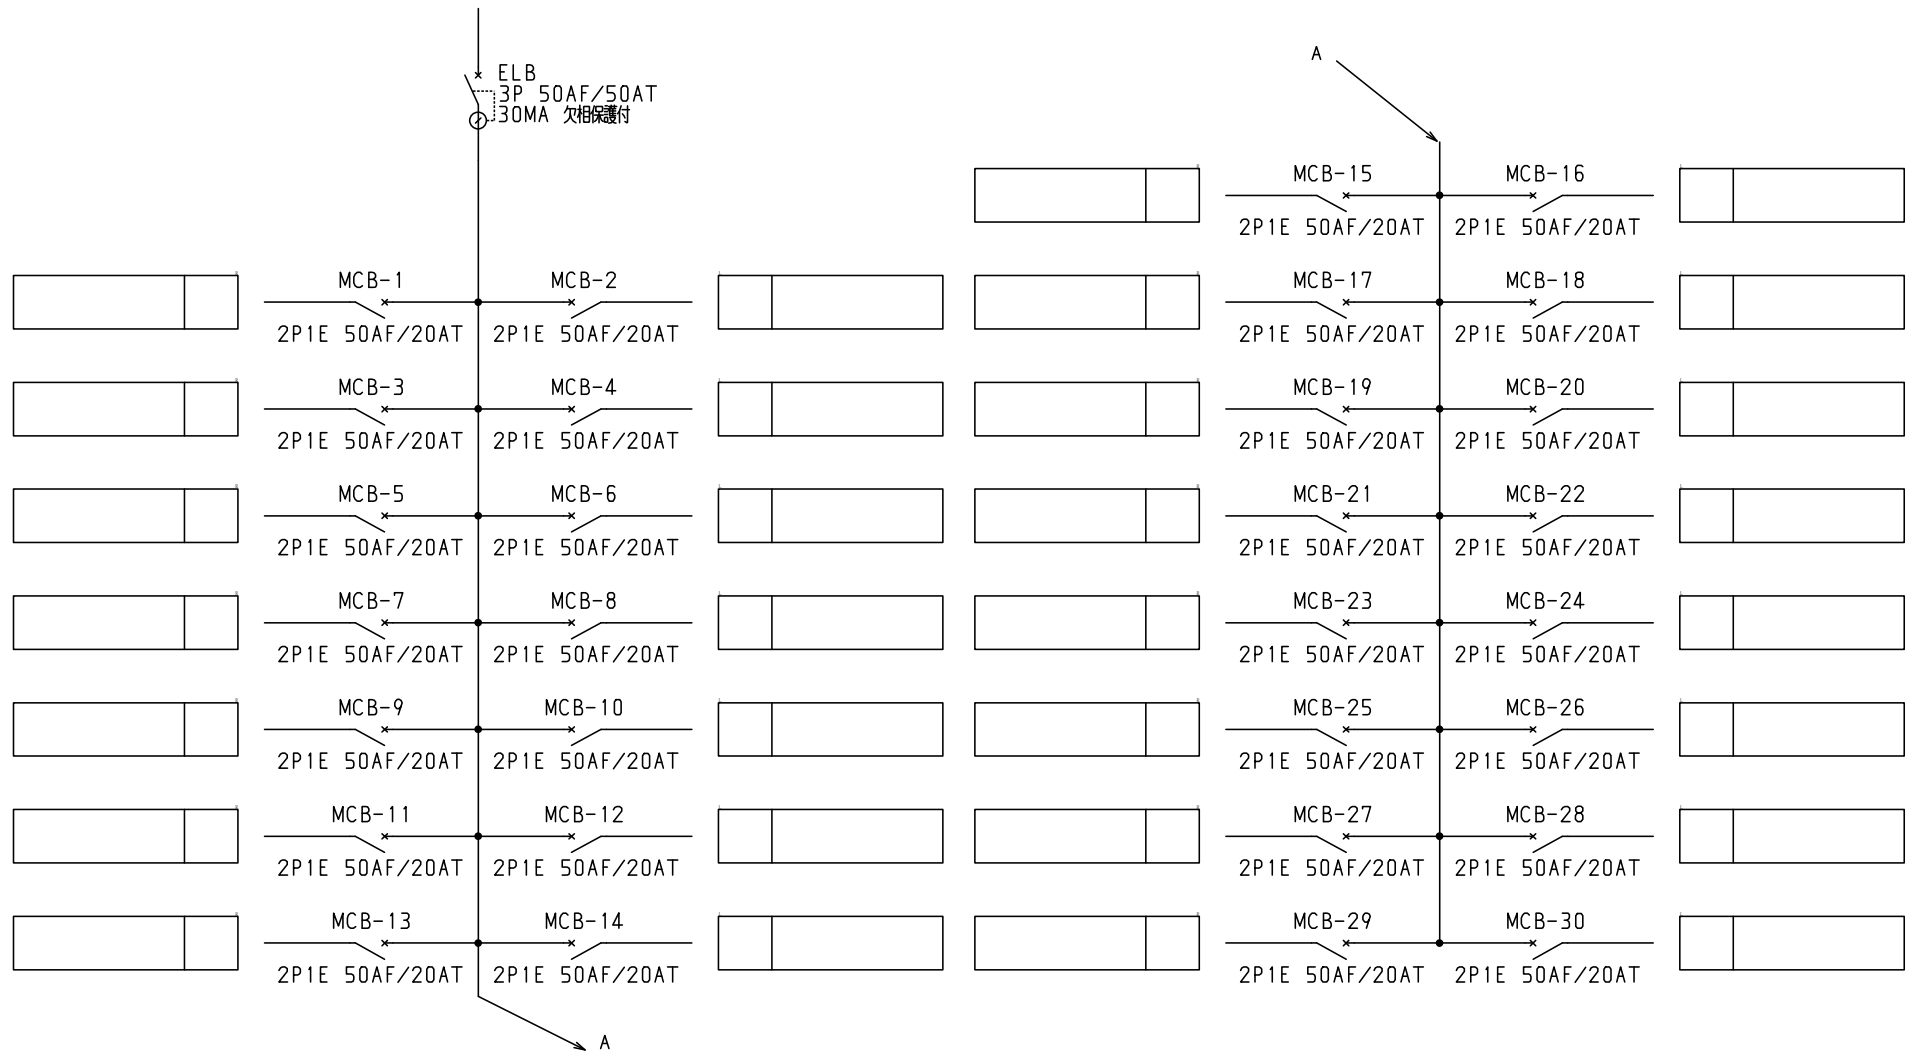 ELB
3P 50AF/50AT
30MA 欠相保護付
MCB-1 MCB-2
2P1E 50AF/20AT 2P1E 50AF/20AT
MCB-3 MCB-4
2P1E 50AF/20AT 2P1E 50AF/20AT
MCB-5 MCB-6
2P1E 50AF/20AT 2P1E 50AF/20AT
MCB-7 MCB-8
2P1E 50AF/20AT 2P1E 50AF/20AT
MCB-9 MCB-10
2P1E 50AF/20AT 2P1E 50AF/20AT
MCB-11 MCB-12
2P1E 50AF/20AT 2P1E 50AF/20AT
MCB-13 MCB-14
2P1E 50AF/20AT 2P1E 50AF/20AT
A
A
MCB-15 MCB-16
2P1E 50AF/20AT 2P1E 50AF/20AT
MCB-17 MCB-18
2P1E 50AF/20AT 2P1E 50AF/20AT
MCB-19 MCB-20
2P1E 50AF/20AT 2P1E 50AF/20AT
MCB-21 MCB-22
2P1E 50AF/20AT 2P1E 50AF/20AT
MCB-23 MCB-24
2P1E 50AF/20AT 2P1E 50AF/20AT
MCB-25 MCB-26
2P1E 50AF/20AT 2P1E 50AF/20AT
MCB-27 MCB-28
2P1E 50AF/20AT 2P1E 50AF/20AT
MCB-29 MCB-30
2P1E 50AF/20AT 2P1E 50AF/20AT